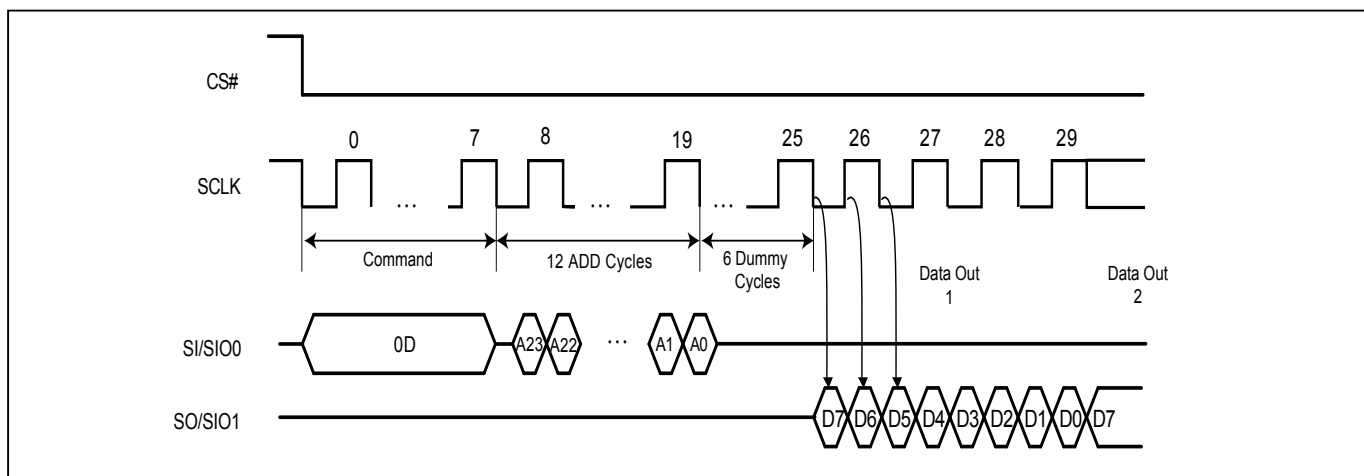 CS#
0 7 8 19 25 26 27 28 29
SCLK
... ... ...
Command
12 ADD Cycles
6 Dummy
Cycles
Data Out
1
Data Out
2
SI/SIO0
0D
A23 A22 ... A1 A0
SO/SIO1
D7 D6 D5 D4 D3 D2 D1 D0 D7